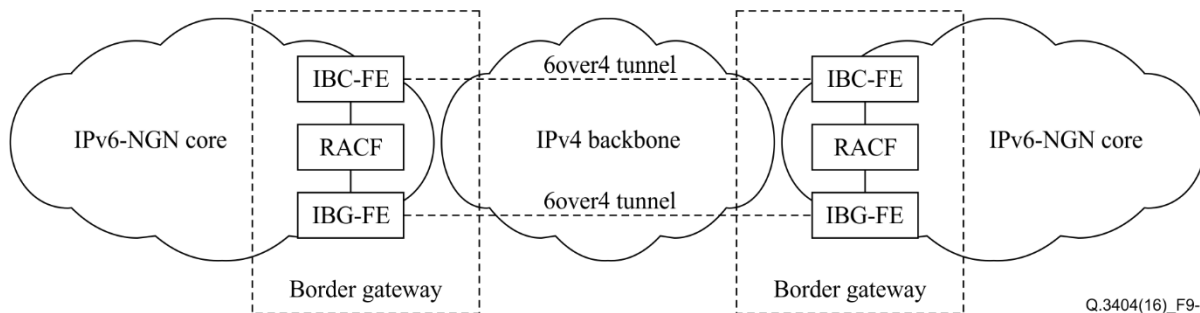 6over4 tunnel
IBC-FE
IBC-FE
IPv6-NGN core
RACF
IPv4 backbone
RACF
IPv6-NGN core
6over4 tunnel
IBG-FE
IBG-FE
Border gateway
Border gateway
Q.3404(16)_F9-